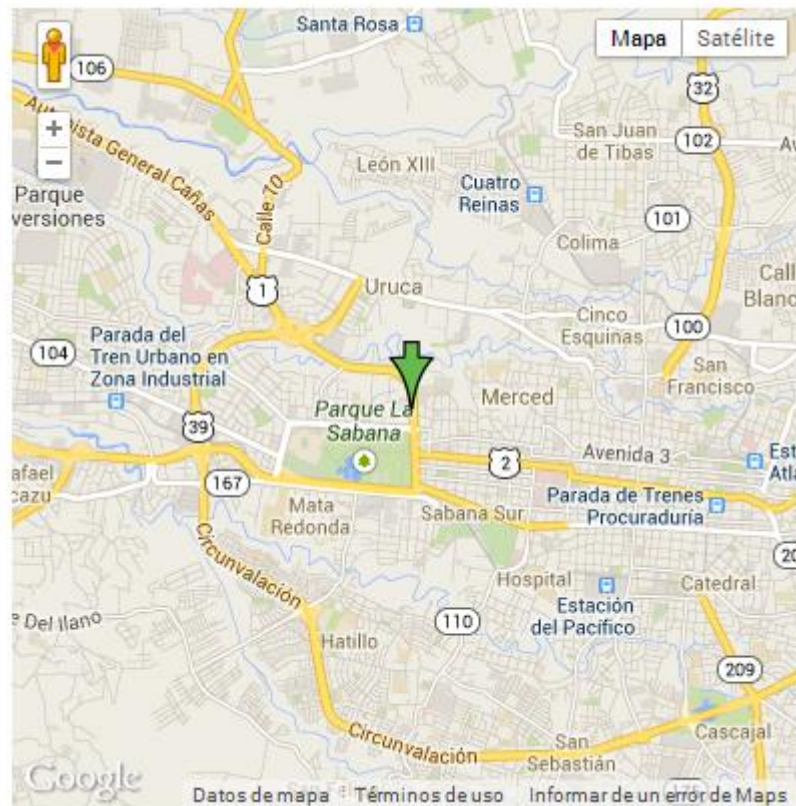 Santa Rosa
Mapa
Satélite
106
32
+
−
Autopista General Cañas
San Juan
de Tibas
102
León XIII
Parque
versiones
Calle 70
Cuatro
Reinas
101
Colima
1
Uruca
Cinco
Esquinas
100
Blanco
Parada del
Tren Urbano en
Zona Industrial
104
San
Francisco
Parque La
Sabana
Merced
39
Avenida 3
2
167
Mata
Redonda
Sabana Sur
Parada de Trenes
Procuraduría
Circunvalación
Hospital
Catedral
Estación
del Pacífico
110
Hatillo
209
Circunvalación
San
Sebastián
Cascajal
Google
Datos de mapa
Términos de uso
Informar de un error de Maps